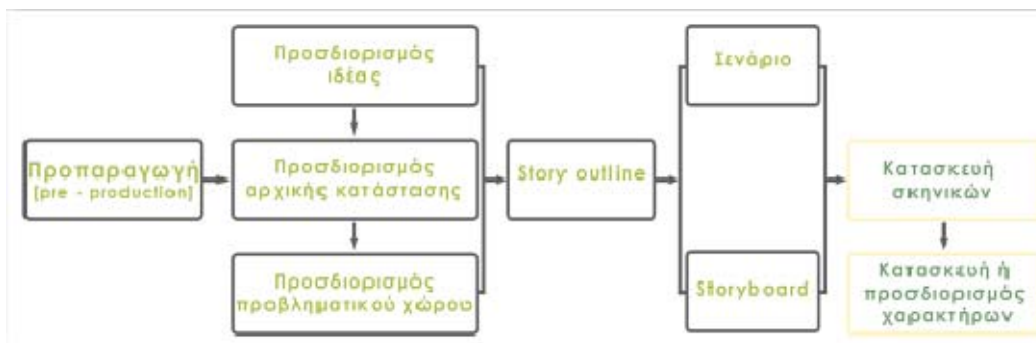 Προπαραγωγή
[pre - production]
Προσδιορισμός
ιδέας
Προσδιορισμός
αρχικής κατάστασης
Προσδιορισμός
προβληματικού χώρου
Story outline
Σενάριο
Storyboard
Κατασκευή
σκηνικών
Κατασκευή ή
προσδιορισμός
χαρακτήρων